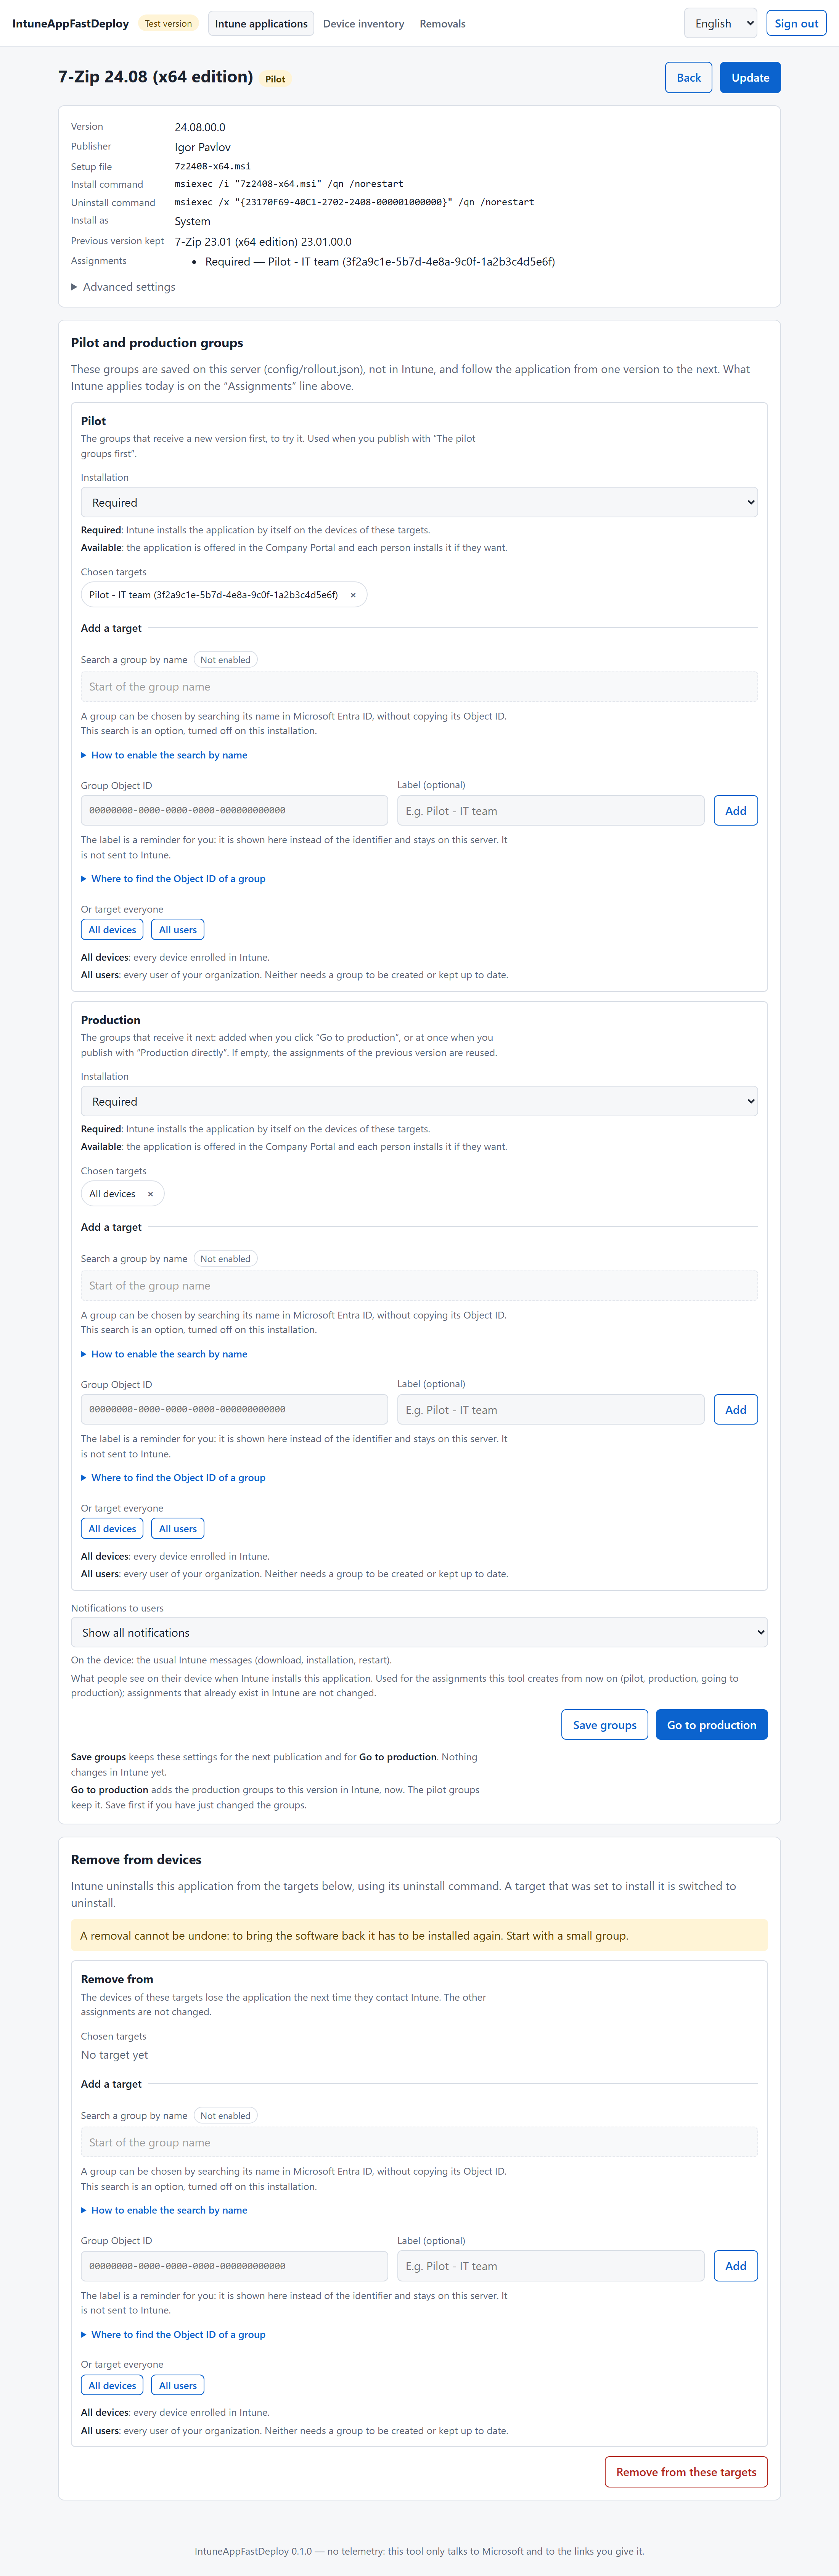 IntuneAppFastDeploy Test version Intune applications Device inventory Removals English Sign out
7-Zip 24.08 (x64 edition) Pilot Back Update
Version 24.08.00.0
Publisher Igor Pavlov
Setup file 7z2408-x64.msi
Install command msiexec /i "7z2408-x64.msi" /qn /norestart
Uninstall command msiexec /x "{23170F69-40C1-2702-2408-000001000000}" /qn /norestart
Install as System
Previous version kept 7-Zip 23.01 (x64 edition) 23.01.00.0
Assignments • Required — Pilot - IT team (3f2a9c1e-5b7d-4e8a-9c0f-1a2b3c4d5e6f)
▶ Advanced settings
Pilot and production groups
These groups are saved on this server (config/rollout.json), not in Intune, and follow the application from one version to the next. What
Intune applies today is on the "Assignments" line above.
Pilot
The groups that receive a new version first, to try it. Used when you publish with "The pilot
groups first".
Installation
Required
Required: Intune installs the application by itself on the devices of these targets.
Available: the application is offered in the Company Portal and each person installs it if they want.
Chosen targets
Pilot - IT team (3f2a9c1e-5b7d-4e8a-9c0f-1a2b3c4d5e6f) ×
Add a target
Search a group by name Not enabled
Start of the group name
A group can be chosen by searching its name in Microsoft Entra ID, without copying its Object ID.
This search is an option, turned off on this installation.
▶ How to enable the search by name
Group Object ID Label (optional)
00000000-0000-0000-0000-000000000000 E.g. Pilot - IT team Add
The label is a reminder for you: it is shown here instead of the identifier and stays on this server. It
is not sent to Intune.
▶ Where to find the Object ID of a group
Or target everyone
All devices All users
All devices: every device enrolled in Intune.
All users: every user of your organization. Neither needs a group to be created or kept up to date.
Production
The groups that receive it next: added when you click "Go to production", or at once when you
publish with "Production directly". If empty, the assignments of the previous version are reused.
Installation
Required
Required: Intune installs the application by itself on the devices of these targets.
Available: the application is offered in the Company Portal and each person installs it if they want.
Chosen targets
All devices ×
Add a target
Search a group by name Not enabled
Start of the group name
A group can be chosen by searching its name in Microsoft Entra ID, without copying its Object ID.
This search is an option, turned off on this installation.
▶ How to enable the search by name
Group Object ID Label (optional)
00000000-0000-0000-0000-000000000000 E.g. Pilot - IT team Add
The label is a reminder for you: it is shown here instead of the identifier and stays on this server. It
is not sent to Intune.
▶ Where to find the Object ID of a group
Or target everyone
All devices All users
All devices: every device enrolled in Intune.
All users: every user of your organization. Neither needs a group to be created or kept up to date.
Notifications to users
Show all notifications
On the device: the usual Intune messages (download, installation, restart).
What people see on their device when Intune installs this application. Used for the assignments this tool creates from now on (pilot, production, going to
production); assignments that already exist in Intune are not changed.
Save groups Go to production
Save groups keeps these settings for the next publication and for Go to production. Nothing
changes in Intune yet.
Go to production adds the production groups to this version in Intune, now. The pilot groups
keep it. Save first if you have just changed the groups.
Remove from devices
Intune uninstalls this application from the targets below, using its uninstall command. A target that was set to install it is switched to
uninstall.
A removal cannot be undone: to bring the software back it has to be installed again. Start with a small group.
Remove from
The devices of these targets lose the application the next time they contact Intune. The other
assignments are not changed.
Chosen targets
No target yet
Add a target
Search a group by name Not enabled
Start of the group name
A group can be chosen by searching its name in Microsoft Entra ID, without copying its Object ID.
This search is an option, turned off on this installation.
▶ How to enable the search by name
Group Object ID Label (optional)
00000000-0000-0000-0000-000000000000 E.g. Pilot - IT team Add
The label is a reminder for you: it is shown here instead of the identifier and stays on this server. It
is not sent to Intune.
▶ Where to find the Object ID of a group
Or target everyone
All devices All users
All devices: every device enrolled in Intune.
All users: every user of your organization. Neither needs a group to be created or kept up to date.
Remove from these targets
IntuneAppFastDeploy 0.1.0 — no telemetry: this tool only talks to Microsoft and to the links you give it.